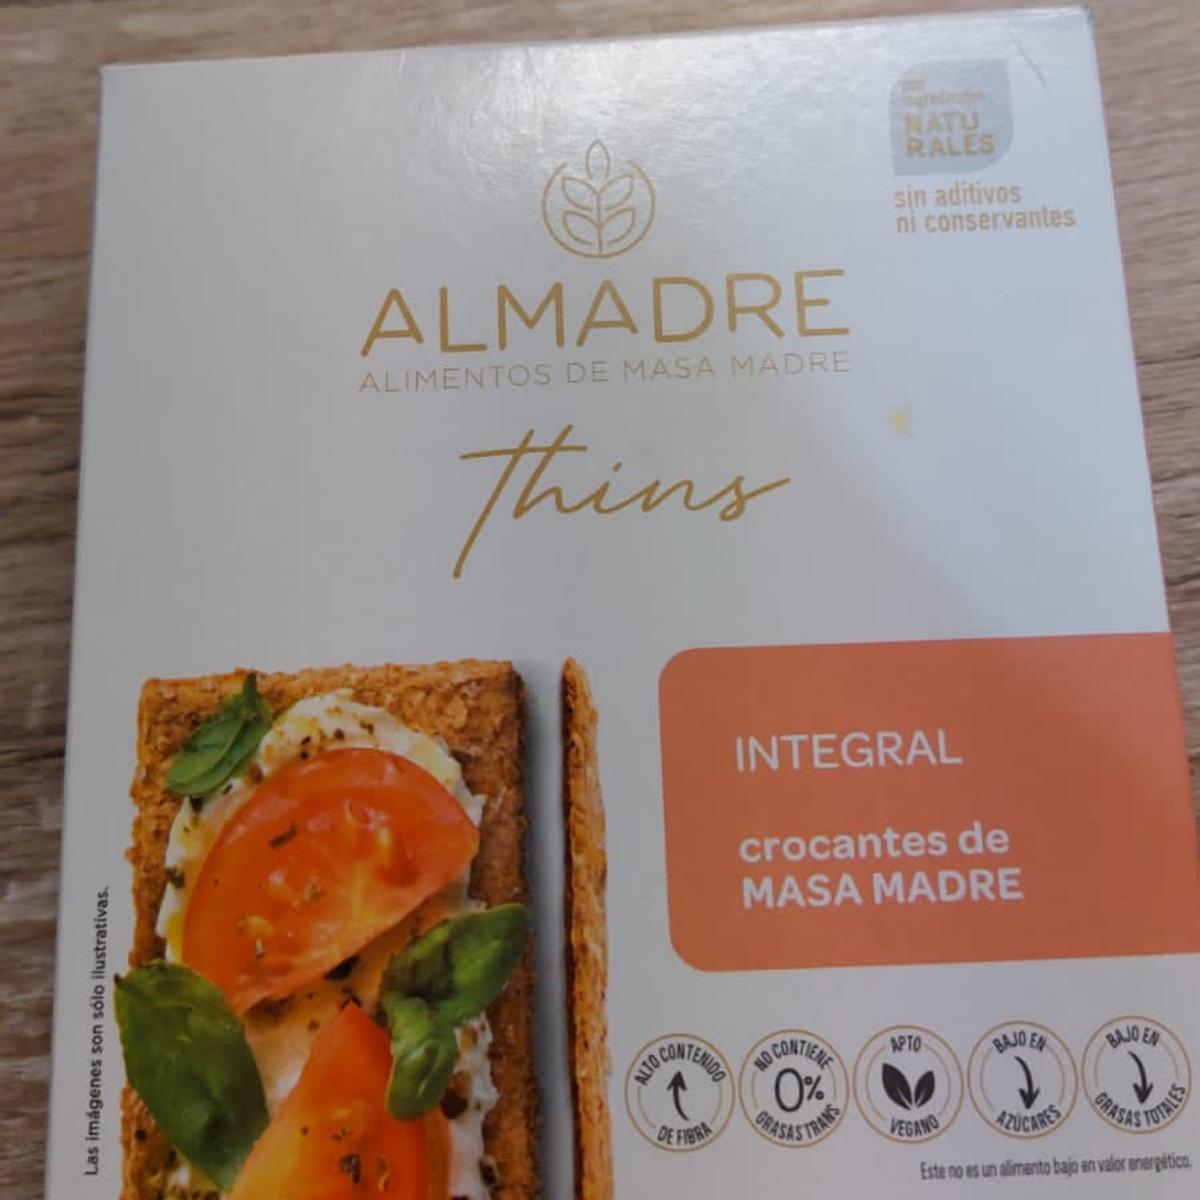 con
ingredientes
NATU
RALES
sin aditivos
ni conservantes
ALMADRE
ALIMENTOS DE MASA MADRE
thins
INTEGRAL
crocantes de
MASA MADRE
Las imágenes son sólo ilustrativas.
ALTO CONTENIDO
DE FIBRA
NO CONTIENE
0%
GRASAS TRANS
APTO
VEGANO
BAJO EN
AZÚCARES
BAJO EN
GRASAS TOTALES
Este no es un alimento bajo en valor energético.